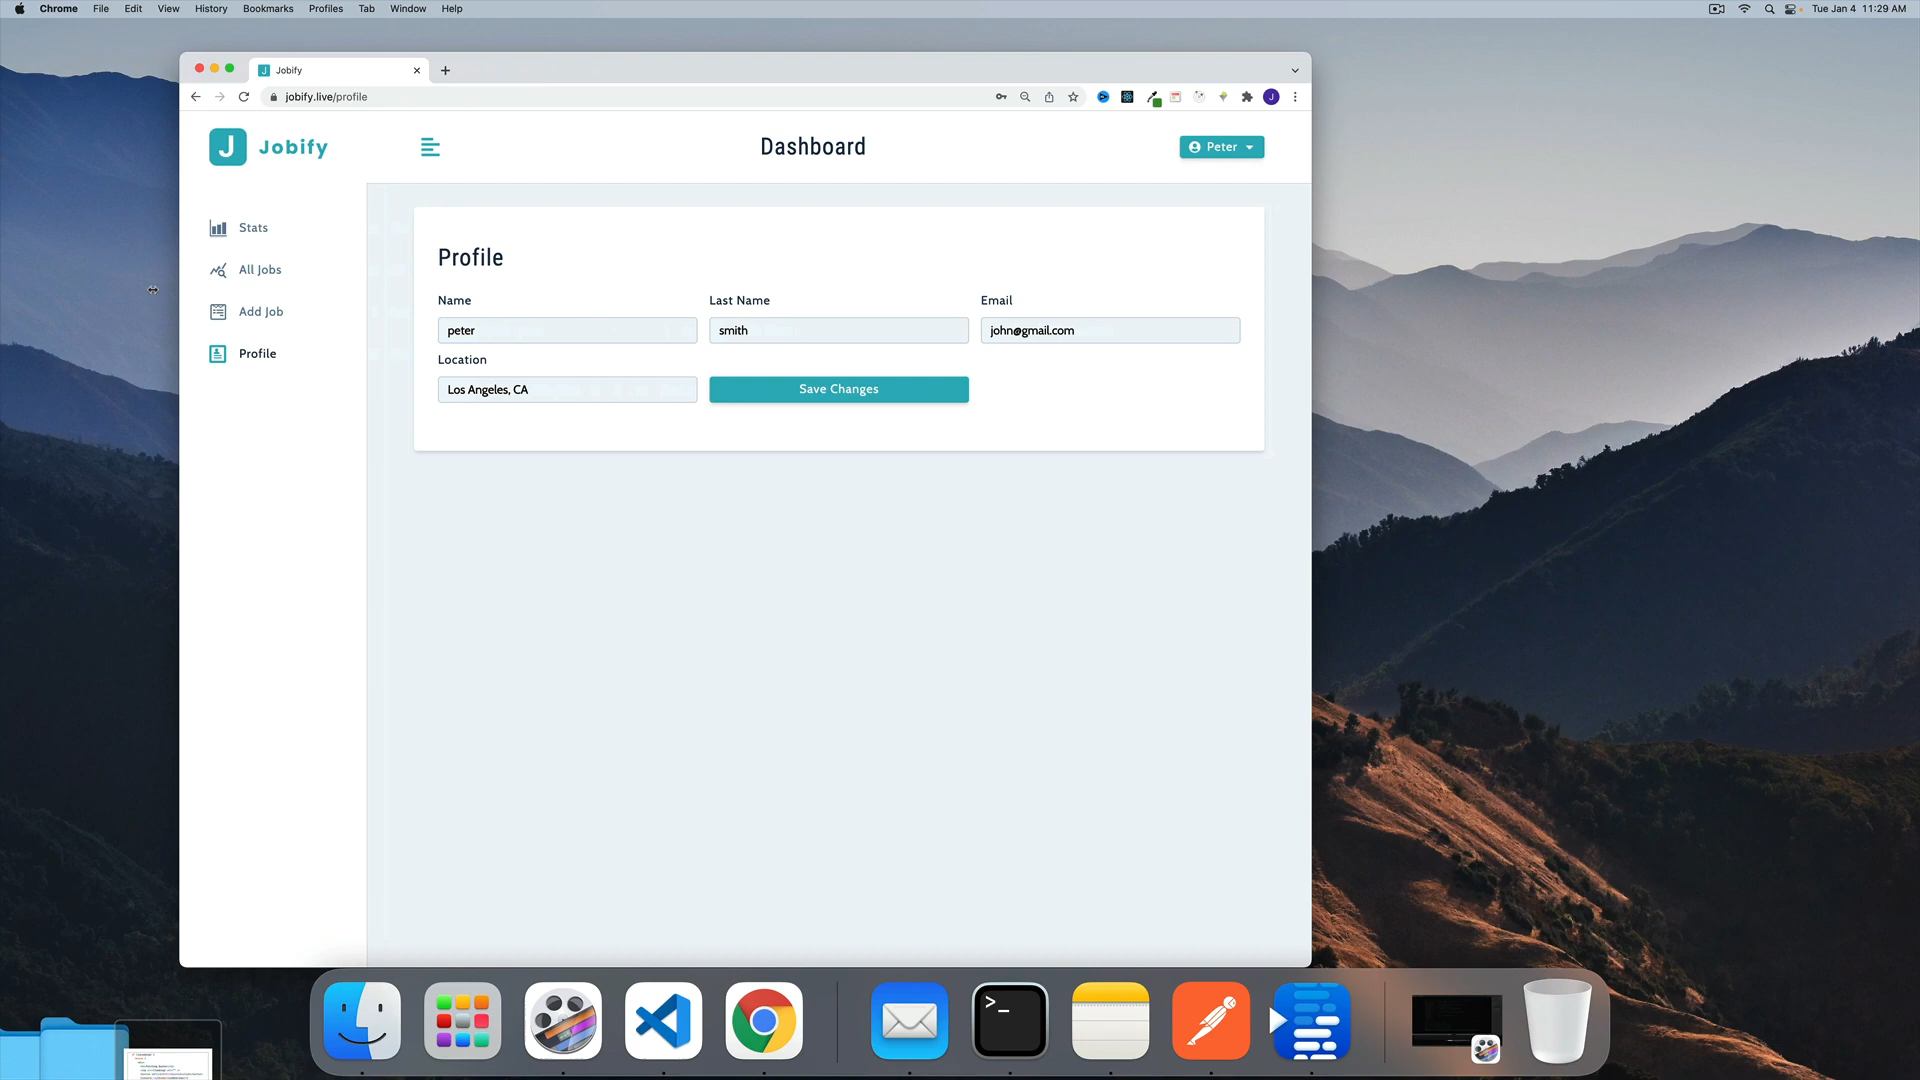 Chrome File Edit View History Bookmarks Profiles Tab Window Help Tue Jan 4 11:29 AM
J Jobify
jobify.live/profile J
J Jobify Dashboard Peter
Stats
All Jobs
Add Job
Profile
Profile
Name Last Name Email
peter smith john@gmail.com
Location
Los Angeles, CA Save Changes
>_